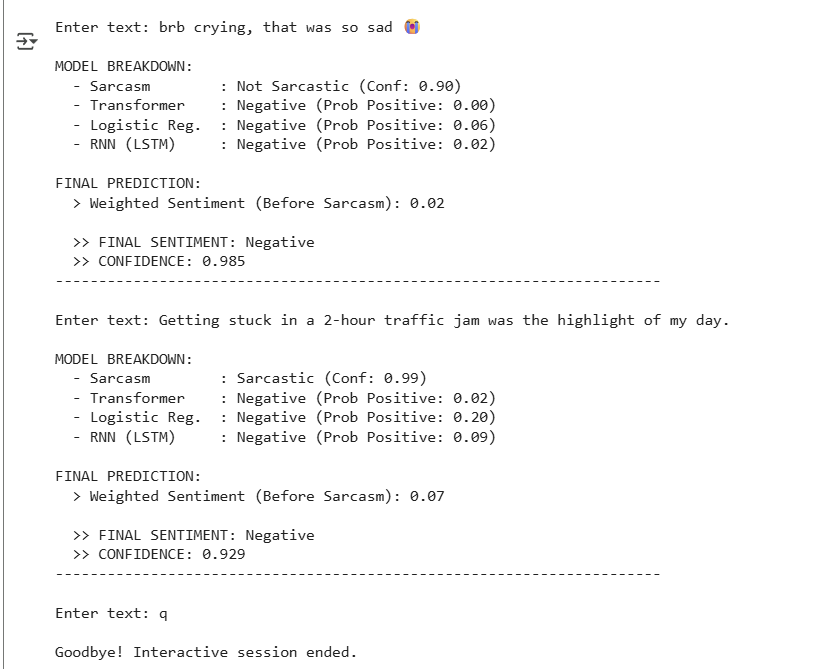 Enter text: brb crying, that was so sad 😭
MODEL BREAKDOWN:
- Sarcasm : Not Sarcastic (Conf: 0.90)
- Transformer : Negative (Prob Positive: 0.00)
- Logistic Reg. : Negative (Prob Positive: 0.06)
- RNN (LSTM) : Negative (Prob Positive: 0.02)
FINAL PREDICTION:
> Weighted Sentiment (Before Sarcasm): 0.02
>> FINAL SENTIMENT: Negative
>> CONFIDENCE: 0.985
----------------------------------------------------------------------
Enter text: Getting stuck in a 2-hour traffic jam was the highlight of my day.
MODEL BREAKDOWN:
- Sarcasm : Sarcastic (Conf: 0.99)
- Transformer : Negative (Prob Positive: 0.02)
- Logistic Reg. : Negative (Prob Positive: 0.20)
- RNN (LSTM) : Negative (Prob Positive: 0.09)
FINAL PREDICTION:
> Weighted Sentiment (Before Sarcasm): 0.07
>> FINAL SENTIMENT: Negative
>> CONFIDENCE: 0.929
----------------------------------------------------------------------
Enter text: q
Goodbye! Interactive session ended.